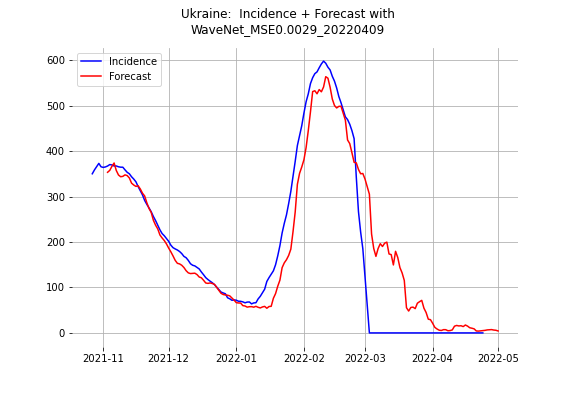 Ukraine:  Incidence + Forecast with
WaveNet_MSE0.0029_20220409
Incidence
Forecast
600
500
400
300
200
100
0
2021-11 2021-12 2022-01 2022-02 2022-03 2022-04 2022-05